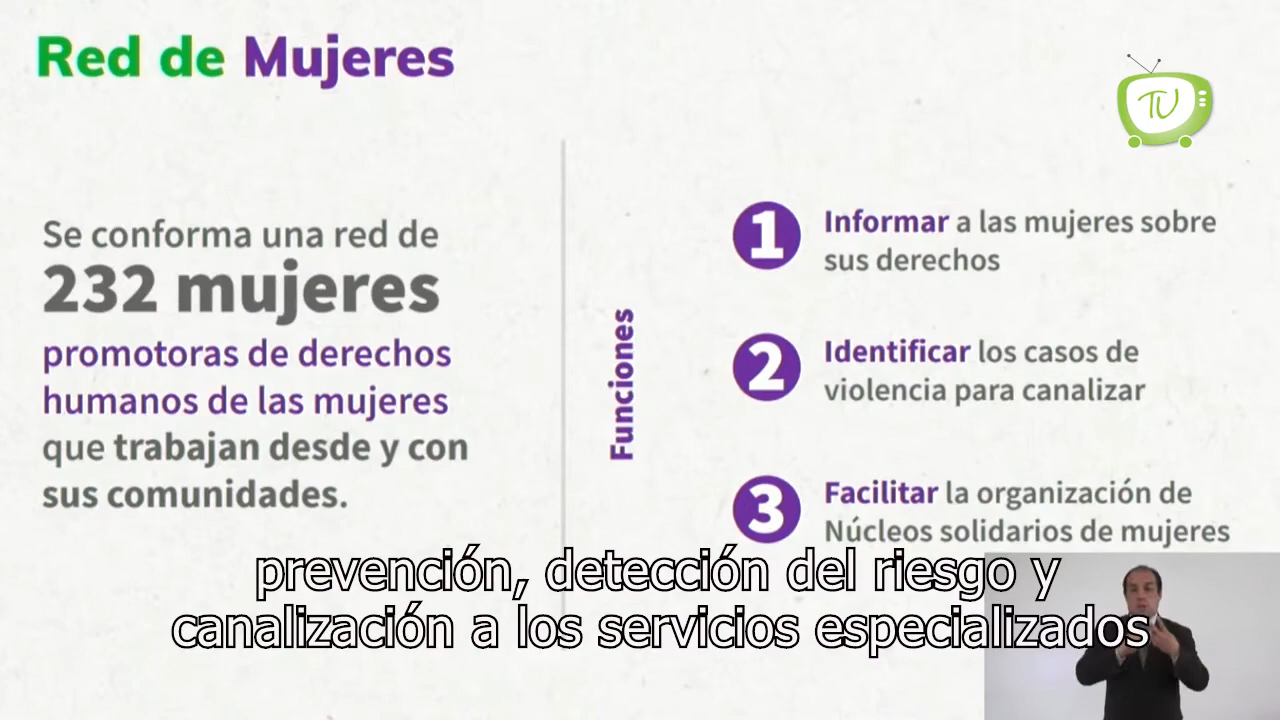 Red de Mujeres
TV
Se conforma una red de
232 mujeres
promotoras de derechos
humanos de las mujeres
que trabajan desde y con
sus comunidades.
Funciones
1 Informar a las mujeres sobre
sus derechos
2 Identificar los casos de
violencia para canalizar
3 Facilitar la organización de
Núcleos solidarios de mujeres
prevención, detección del riesgo y
canalización a los servicios especializados